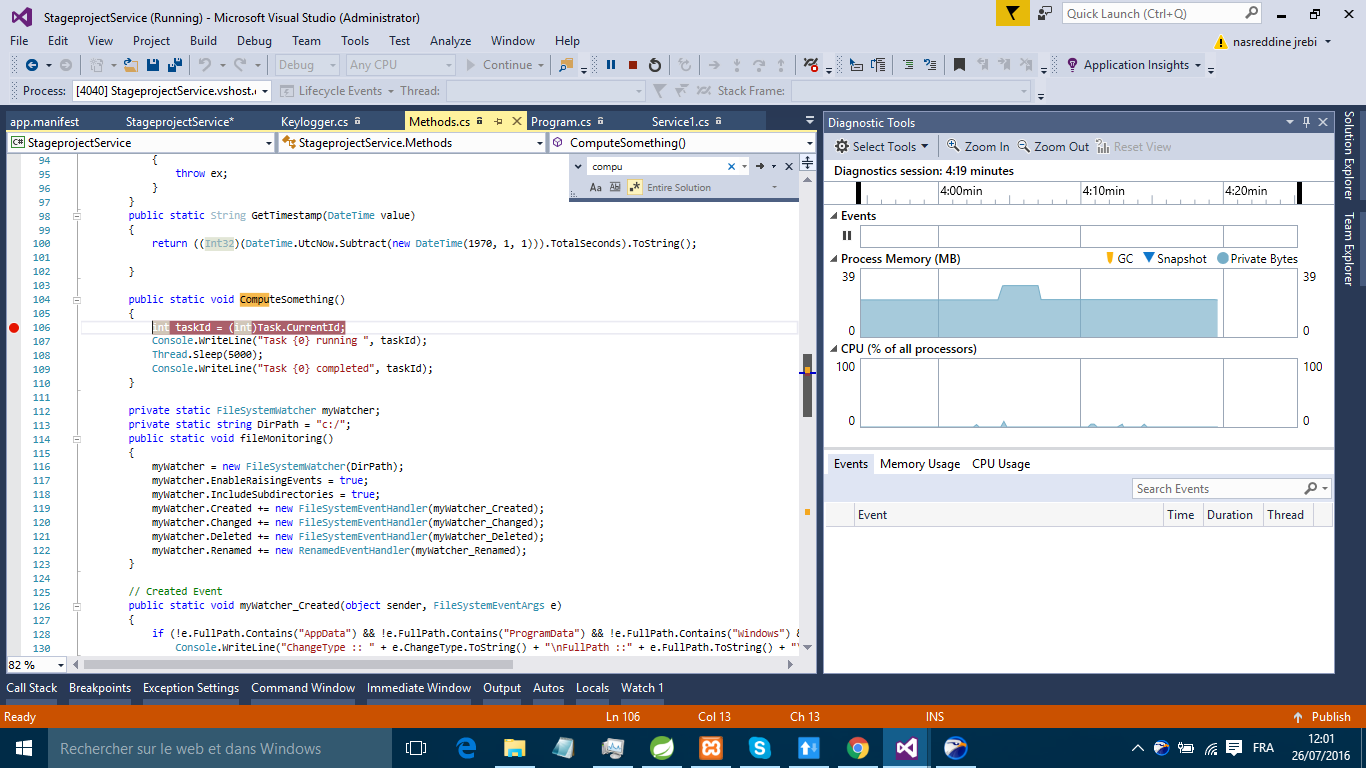 StageprojectService (Running) - Microsoft Visual Studio (Administrator)
Quick Launch (Ctrl+Q)
File Edit View Project Build Debug Team Tools Test Analyze Window Help
nasreddine jrebi
Debug Any CPU Continue Application Insights
Process: [4040] StageprojectService.vshost. Lifecycle Events Thread: Stack Frame:
app.manifest StageprojectService* Keylogger.cs Methods.cs Program.cs Service1.cs
C# StageprojectService StageprojectService.Methods ComputeSomething()
compu
Aa Entire Solution
94 {
95 throw ex;
96 }
97 }
98 public static String GetTimestamp(DateTime value)
99 {
100 return ((Int32)(DateTime.UtcNow.Subtract(new DateTime(1970, 1, 1))).TotalSeconds).ToString();
101
102 }
103
104 public static void ComputeSomething()
105 {
106 int taskId = (int)Task.CurrentId;
107 Console.WriteLine("Task {0} running ", taskId);
108 Thread.Sleep(5000);
109 Console.WriteLine("Task {0} completed", taskId);
110 }
111
112 private static FileSystemWatcher myWatcher;
113 private static string DirPath = "c:/";
114 public static void fileMonitoring()
115 {
116 myWatcher = new FileSystemWatcher(DirPath);
117 myWatcher.EnableRaisingEvents = true;
118 myWatcher.IncludeSubdirectories = true;
119 myWatcher.Created += new FileSystemEventHandler(myWatcher_Created);
120 myWatcher.Changed += new FileSystemEventHandler(myWatcher_Changed);
121 myWatcher.Deleted += new FileSystemEventHandler(myWatcher_Deleted);
122 myWatcher.Renamed += new RenamedEventHandler(myWatcher_Renamed);
123 }
124
125 // Created Event
126 public static void myWatcher_Created(object sender, FileSystemEventArgs e)
127 {
128 if (!e.FullPath.Contains("AppData") && !e.FullPath.Contains("ProgramData") && !e.FullPath.Contains("Windows") &
130 Console.WriteLine("ChangeType :: " + e.ChangeType.ToString() + "\nFullPath ::" + e.FullPath.ToString() + "\
82 %
Diagnostic Tools
Select Tools Zoom In Zoom Out Reset View
Diagnostics session: 4:19 minutes
4:00min 4:10min 4:20min
Events
Process Memory (MB) GC Snapshot Private Bytes
39 39
0 0
CPU (% of all processors)
100 100
0 0
Events Memory Usage CPU Usage
Search Events
Event Time Duration Thread
Solution Explorer
Team Explorer
Call Stack Breakpoints Exception Settings Command Window Immediate Window Output Autos Locals Watch 1
Ready Ln 106 Col 13 Ch 13 INS Publish
Rechercher sur le web et dans Windows
FRA
12:01
26/07/2016